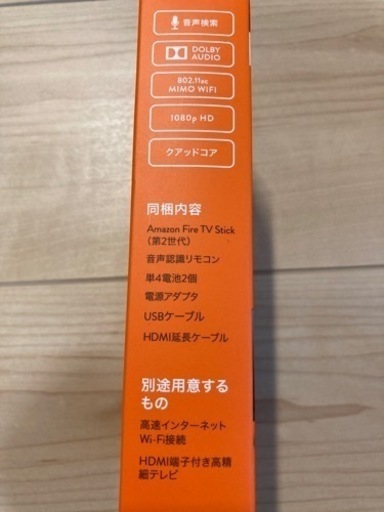 音声検索
DOLBY
AUDIO
802.11ac
MIMO WIFI
1080p HD
クアッドコア
同梱内容
Amazon Fire TV Stick
（第2世代）
音声認識リモコン
単4電池2個
電源アダプタ
USBケーブル
HDMI延長ケーブル
別途用意する
もの
高速インターネット
Wi-Fi接続
HDMI端子付き高精
細テレビ